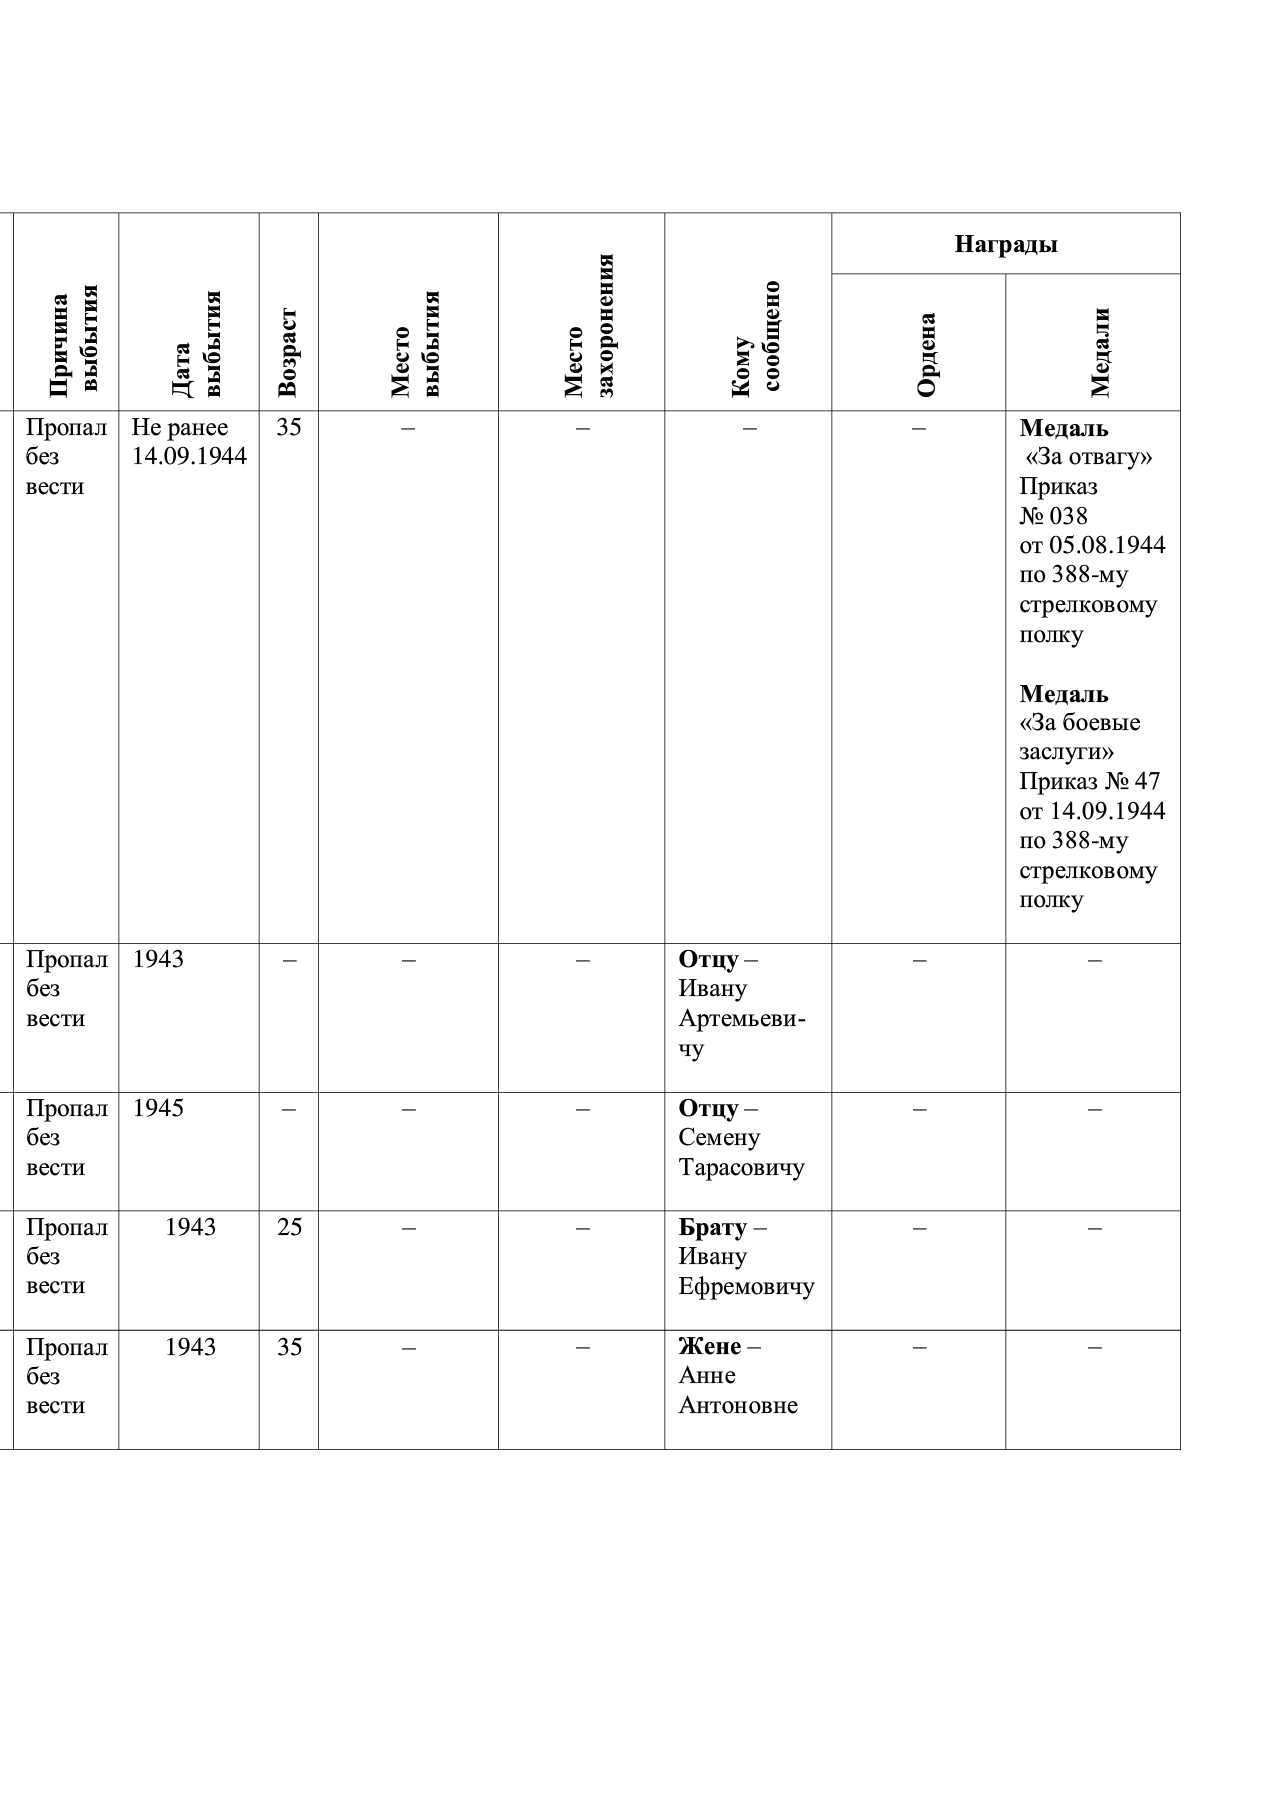 Причина
выбытия
Дата
выбытия
Возраст
Место
выбытия
Место
захоронения
Кому
сообщено
Награды
Ордена
Медали
Пропал
без
вести
Не ранее
14.09.1944
35
–
–
–
–
Медаль
«За отвагу»
Приказ
№ 038
от 05.08.1944
по 388-му
стрелковому
полку
Медаль
«За боевые
заслуги»
Приказ № 47
от 14.09.1944
по 388-му
стрелковому
полку
Пропал
без
вести
1943
–
–
–
Отцу –
Ивану
Артемьеви-
чу
–
–
Пропал
без
вести
1945
–
–
–
Отцу –
Семену
Тарасовичу
–
–
Пропал
без
вести
1943
25
–
–
Брату –
Ивану
Ефремовичу
–
–
Пропал
без
вести
1943
35
–
–
Жене –
Анне
Антоновне
–
–